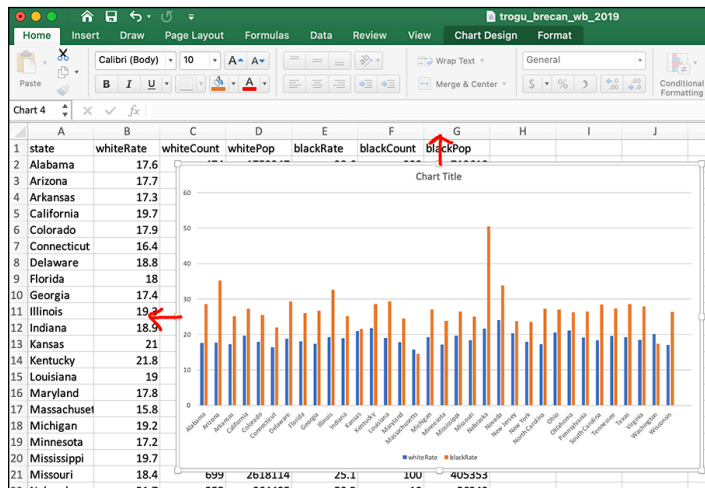 trogu_brecan_wb_2019
Home Insert Draw Page Layout Formulas Data Review View Chart Design Format
Paste
Calibri (Body) 10 A A
B I U A
Wrap Text
Merge & Center
General
$ % 
Conditional
Formatting
Chart 4 fx
A B C D E F G H I J
1 state whiteRate whiteCount whitePop blackRate blackCount blackPop
2 Alabama 17.6
3 Arizona 17.7
4 Arkansas 17.3
5 California 19.7
6 Colorado 17.9
7 Connecticut 16.4
8 Delaware 18.8
9 Florida 18
10 Georgia 17.4
11 Illinois
12 Indiana 18.9
13 Kansas 21
14 Kentucky 21.8
15 Louisiana 19
16 Maryland 17.8
17 Massachuset 15.8
18 Michigan 19.2
19 Minnesota 17.2
20 Mississippi 19.7
21 Missouri 18.4 699 2618114 25.1 100 405353
Chart Title
60
50
40
30
20
10
0
Alabama Arizona Arkansas California Colorado Connecticut Delaware Florida Georgia Illinois Indiana Kansas Kentucky Louisiana Maryland Massachusetts Michigan Minnesota Mississippi Missouri Nebraska Nevada New Jersey New York North Carolina Ohio Oklahoma Pennsylvania South Carolina Tennessee Texas Virginia Washington Wisconsin
whiteRate blackRate